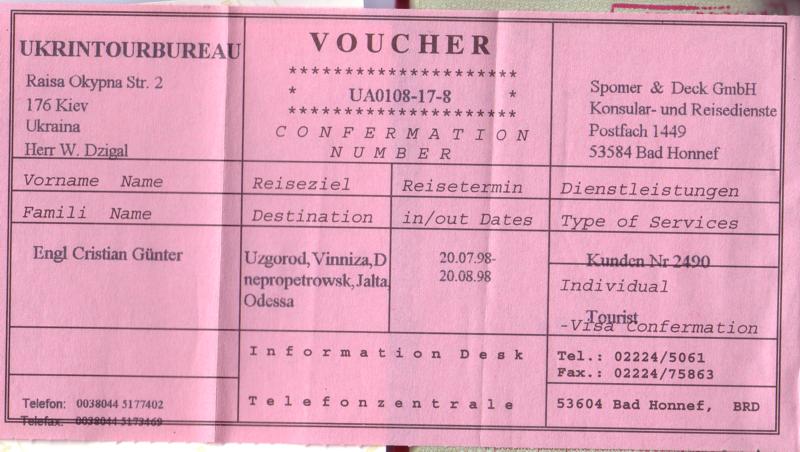 UKRINTOURBUREAU
Raisa Okypna Str. 2
176 Kiev
Ukraina
Herr W. Dzigal
VOUCHER
********************
* UA0108-17-8 *
********************
CONFERMATION
NUMBER
Spomer & Deck GmbH
Konsular- und Reisedienste
Postfach 1449
53584 Bad Honnef
Vorname Name
Reiseziel
Reisetermin
Dienstleistungen
Famili Name
Destination
in/out Dates
Type of Services
Engl Cristian Günter
Uzgorod,Vinniza,D
nepropetrowsk,Jalta,
Odessa
20.07.98-
20.08.98
Kunden Nr 2490
Individual
Tourist
-Visa Confermation
Information Desk
Telefonzentrale
Tel.: 02224/5061
Fax.: 02224/75863
53604 Bad Honnef, BRD
Telefon: 0038044 5177402
Telefax: 0038044 5173469